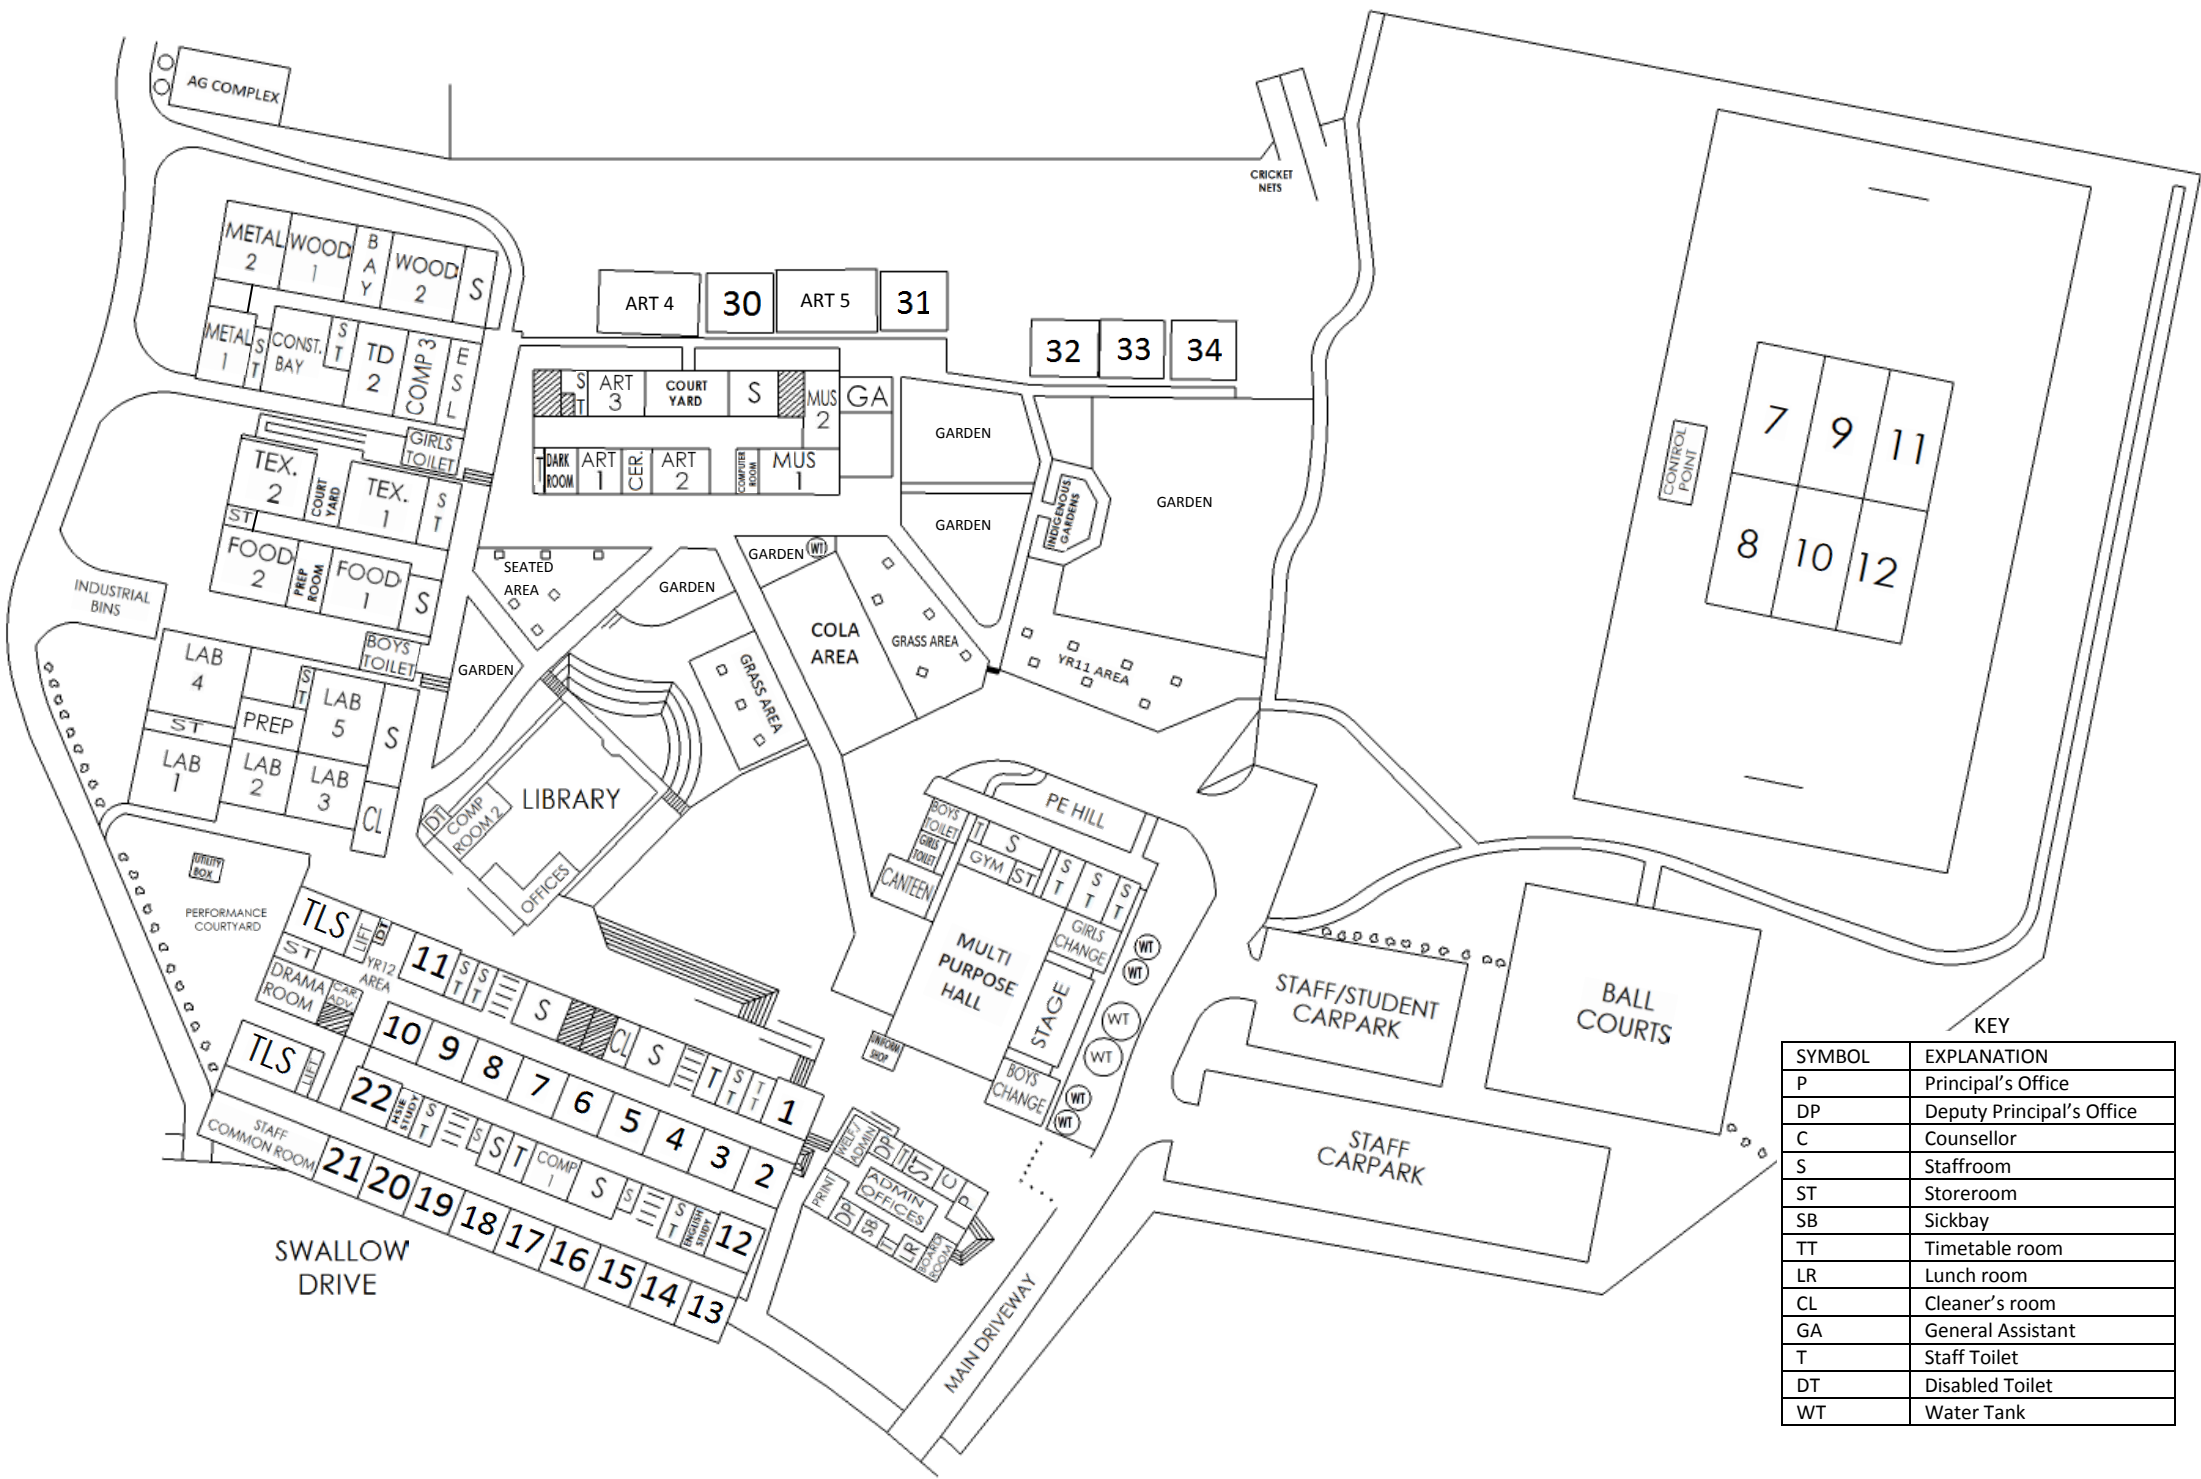 AG COMPLEX
CRICKET
NETS
METAL
2
WOOD
1
B
A
Y
WOOD
2
S
METAL
1
S
T
CONST.
BAY
S
T
TD
2
COMP 3
E
S
L
GIRLS
TOILET
ART 4
30
ART 5
31
32
33
34
S
T
ART
3
COURT
YARD
S
MUS
2
GA
T
DARK
ROOM
ART
1
CER.
ART
2
COMPUTER
ROOM
MUS
1
GARDEN
GARDEN
INDIGENOUS
GARDENS
GARDEN
7
9
11
8
10
12
CONTROL
POINT
TEX.
2
COURT
YARD
TEX.
1
S
T
ST
FOOD
2
PREP
ROOM
FOOD
1
S
INDUSTRIAL
BINS
BOYS
TOILET
SEATED
AREA
GARDEN
GARDEN
WT
GARDEN
COLA
AREA
GRASS AREA
GRASS AREA
YR11 AREA
LAB
4
S
T
LAB
5
S
ST
PREP
LAB
1
LAB
2
LAB
3
CL
LIBRARY
DT
COMP
ROOM 2
OFFICES
UTILITY
BOX
PERFORMANCE
COURTYARD
PE HILL
BOYS
TOILET
GIRLS
TOILET
CANTEEN
T
S
GYM
ST
S
T
S
T
S
T
GIRLS
CHANGE
MULTI
PURPOSE
HALL
STAGE
BOYS
CHANGE
UNIFORM
SHOP
WT
WT
WT
WT
WT
WT
STAFF/STUDENT
CARPARK
BALL
COURTS
STAFF
CARPARK
TLS
LIFT
DT
ST
DRAMA
ROOM
CAR.
ADV.
YR12
AREA
11
S
T
S
T
S
CL
S
T
S
T
T
T
1
10
9
8
7
6
5
4
3
2
TLS
LIFT
22
HSIE
STUDY
S
T
S
S
T
COMP
1
S
S
S
T
ENGLISH
STUDY
12
STAFF
COMMON ROOM
21
20
19
18
17
16
15
14
13
WELF./
ADMIN
DP
T
ST
C
P
PRINT
ADMIN
OFFICES
DP
SB
T
LR
BOARD
ROOM
SWALLOW
DRIVE
MAIN DRIVEWAY
KEY
SYMBOL EXPLANATION
P Principal’s Office
DP Deputy Principal’s Office
C Counsellor
S Staffroom
ST Storeroom
SB Sickbay
TT Timetable room
LR Lunch room
CL Cleaner’s room
GA General Assistant
T Staff Toilet
DT Disabled Toilet
WT Water Tank